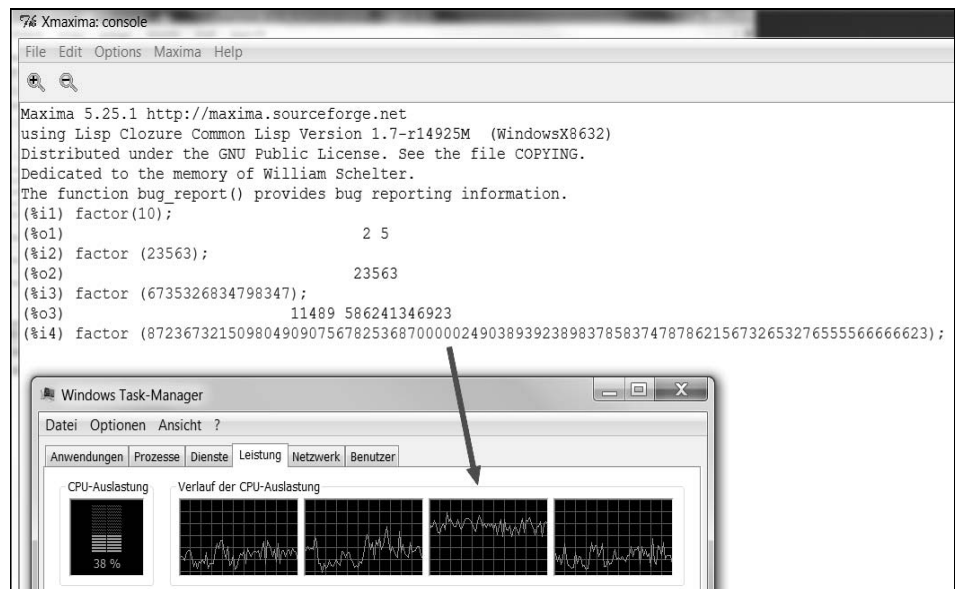 Xmaxima: console
File Edit Options Maxima Help
Maxima 5.25.1 http://maxima.sourceforge.net
using Lisp Clozure Common Lisp Version 1.7-r14925M (WindowsX8632)
Distributed under the GNU Public License. See the file COPYING.
Dedicated to the memory of William Schelter.
The function bug_report() provides bug reporting information.
(%i1) factor(10);
(%o1) 2 5
(%i2) factor (23563);
(%o2) 23563
(%i3) factor (6735326834798347);
(%o3) 11489 586241346923
(%i4) factor (872367321509804909075678253687000002490389392389837858374787862156732653276555566666623);
Windows Task-Manager
Datei Optionen Ansicht ?
Anwendungen Prozesse Dienste Leistung Netzwerk Benutzer
CPU-Auslastung Verlauf der CPU-Auslastung
38 %